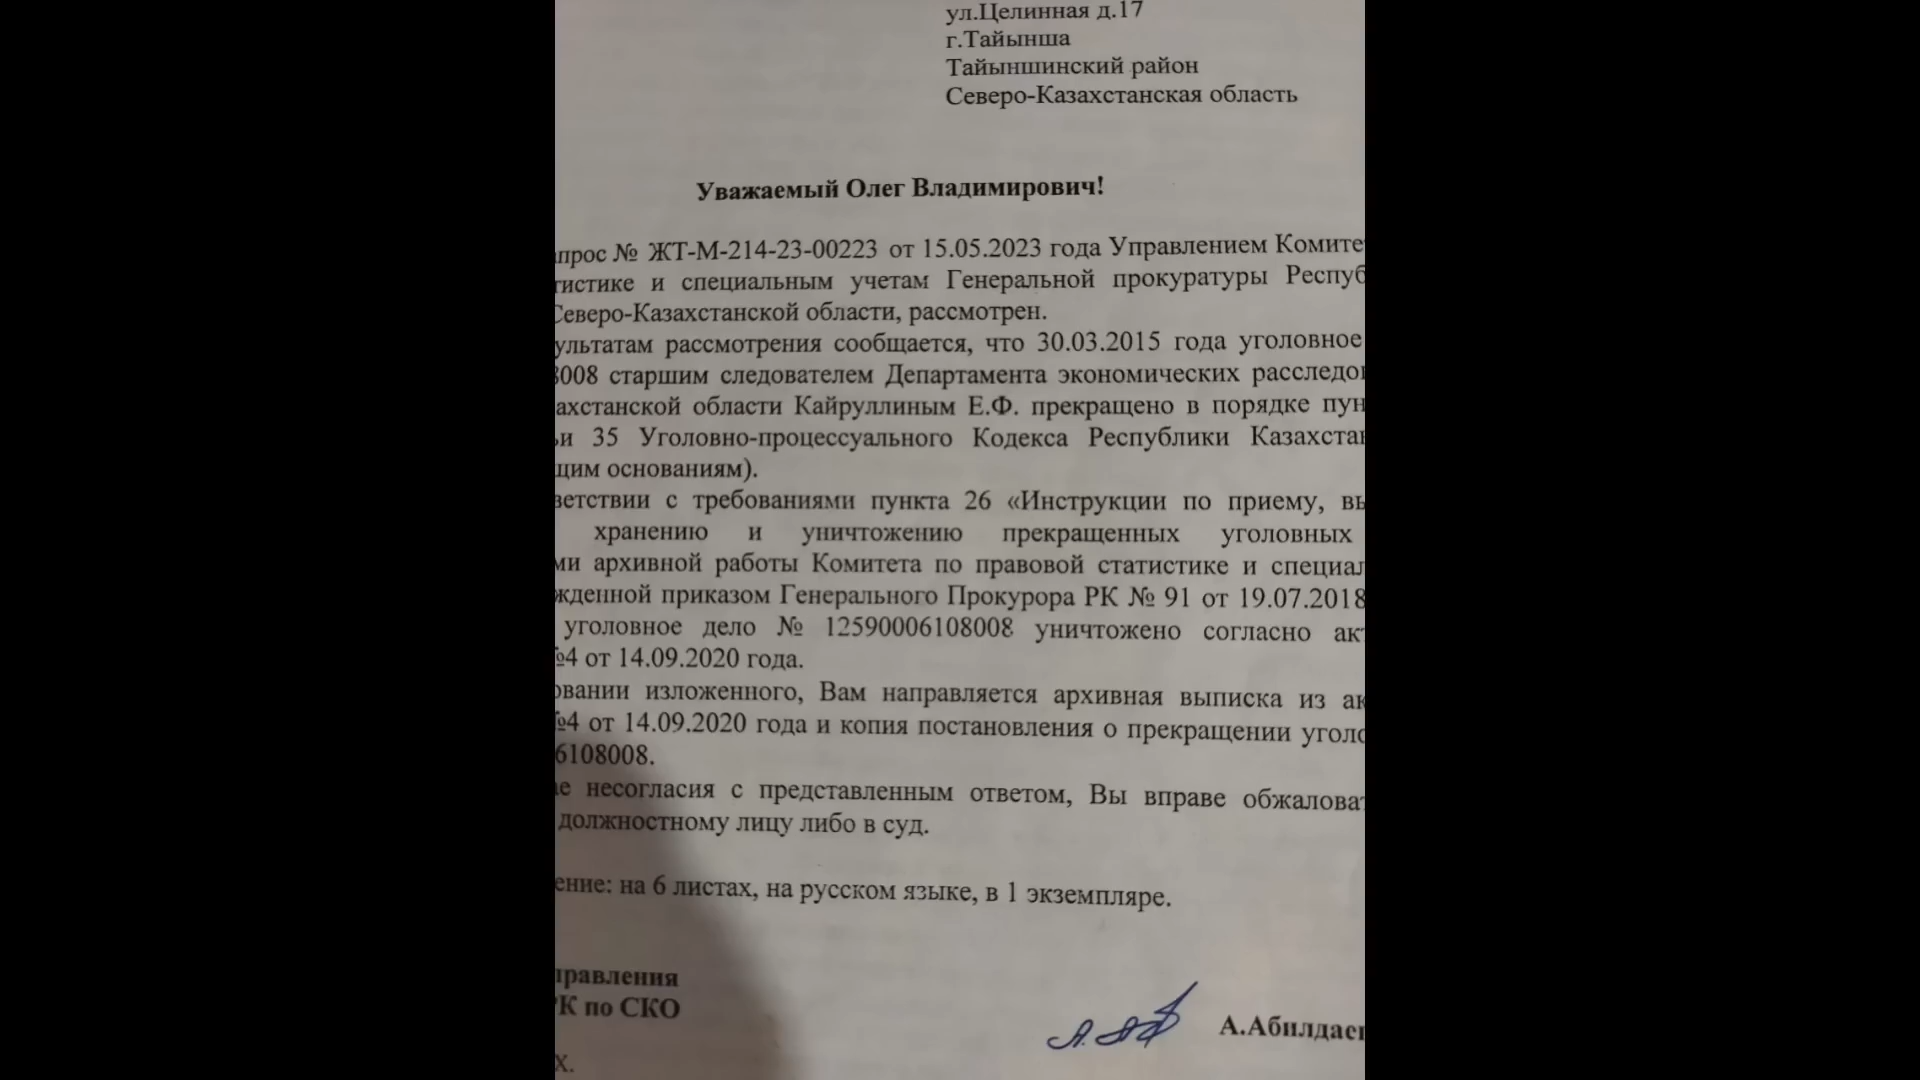 ул.Целинная д.17
г.Тайынша
Тайыншинский район
Северо-Казахстанская область
Уважаемый Олег Владимирович!
апрос № ЖТ-М-214-23-00223 от 15.05.2023 года Управлением Комите
тистике и специальным учетам Генеральной прокуратуры Респуб
Северо-Казахстанской области, рассмотрен.
ультатам рассмотрения сообщается, что 30.03.2015 года уголовное
8008 старшим следователем Департамента экономических расследо
ахстанской области Кайруллиным Е.Ф. прекращено в порядке пун
ьи 35 Уголовно-процессуального Кодекса Республики Казахстан
щим основаниям).
ветствии с требованиями пункта 26 «Инструкции по приему, вы
хранению и уничтожению прекращенных уголовных
ми архивной работы Комитета по правовой статистике и специал
жденной приказом Генерального Прокурора РК № 91 от 19.07.2018
уголовное дело № 12590006108008 уничтожено согласно ак
№4 от 14.09.2020 года.
овании изложенного, Вам направляется архивная выписка из ак
№4 от 14.09.2020 года и копия постановления о прекращении уголо
6108008.
ае несогласия с представленным ответом, Вы вправе обжаловат
должностному лицу либо в суд.
ение: на 6 листах, на русском языке, в 1 экземпляре.
правления
РК по СКО
А.Абилдае
Х.